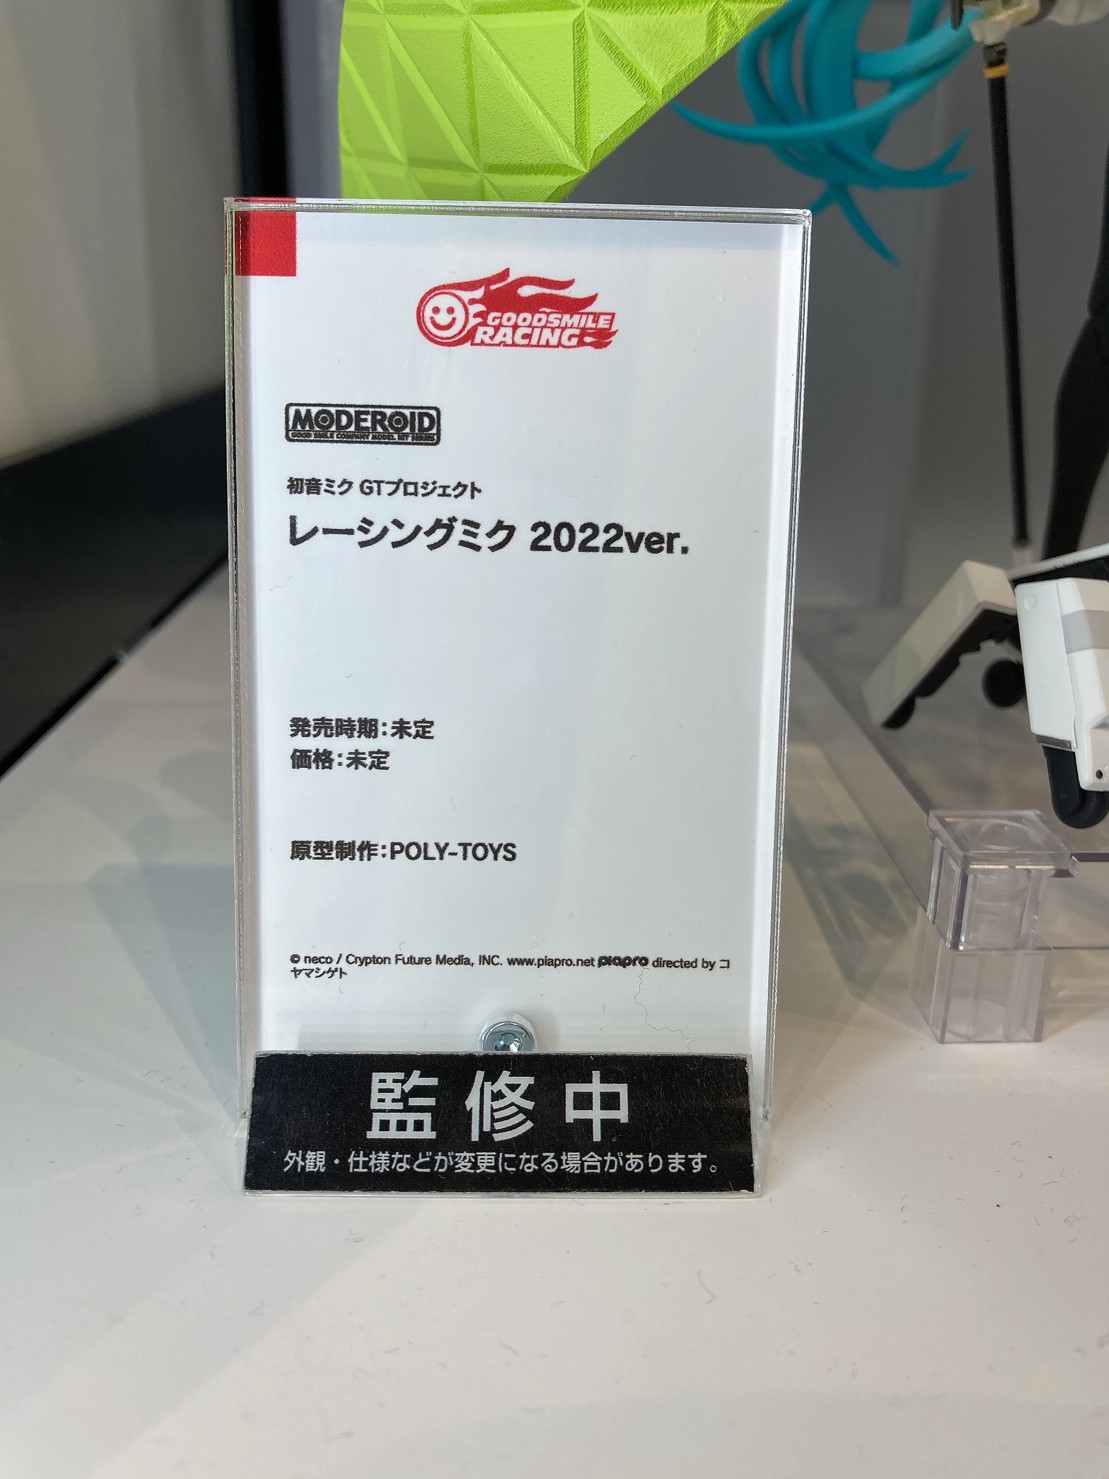 GOODSMILE
RACING
MODEROID
GOOD SMILE COMPANY MODEL KIT SERIES
初音ミク GTプロジェクト
レーシングミク 2022ver.
発売時期:未定
価格:未定
原型制作:POLY-TOYS
© neco / Crypton Future Media, INC. www.piapro.net piapro directed by コ
ヤマシゲト
監修中
外観・仕様などが変更になる場合があります。